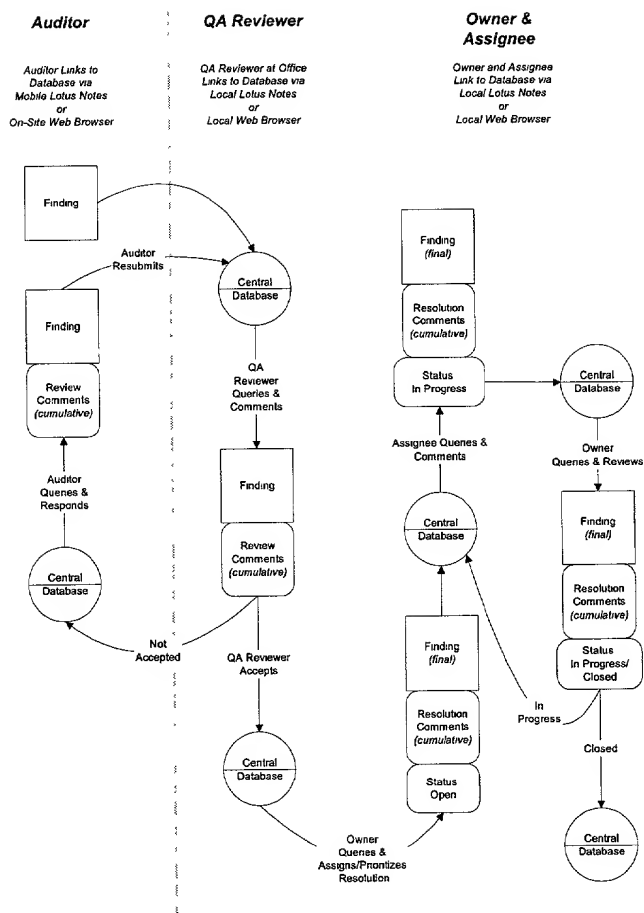 Auditor
Auditor Links to
Database via
Mobile Lotus Notes
or
On-Site Web Browser
QA Reviewer
QA Reviewer at Office
Links to Database via
Local Lotus Notes
or
Local Web Browser
Owner &
Assignee
Owner and Assignee
Link to Database via
Local Lotus Notes
or
Local Web Browser
Finding
Auditor
Resubmits
Finding
Review
Comments
(cumulative)
Auditor
Queries &
Responds
Central
Database
Not
Accepted
Central
Database
QA
Reviewer
Queries &
Comments
Finding
Review
Comments
(cumulative)
QA Reviewer
Accepts
Central
Database
Owner
Queries &
Assigns/Prioritizes
Resolution
Finding
(final)
Resolution
Comments
(cumulative)
Status
In Progress
Assignee Queries &
Comments
Central
Database
Finding
(final)
Resolution
Comments
(cumulative)
Status
Open
Central
Database
Owner
Queries & Reviews
Finding
(final)
Resolution
Comments
(cumulative)
Status
In Progress/
Closed
In
Progress
Closed
Central
Database